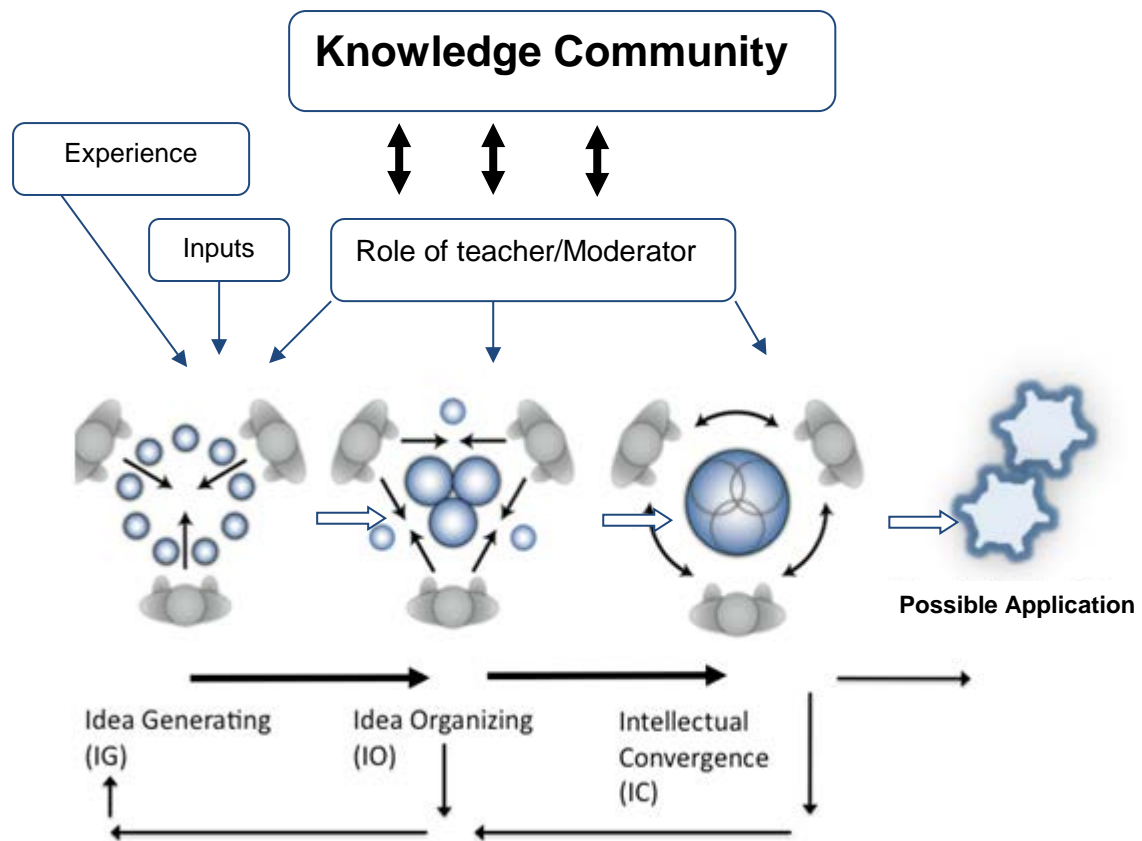 Knowledge Community
Experience
Inputs
Role of teacher/Moderator
Possible Application
Idea Generating
(IG)
Idea Organizing
(IO)
Intellectual
Convergence
(IC)